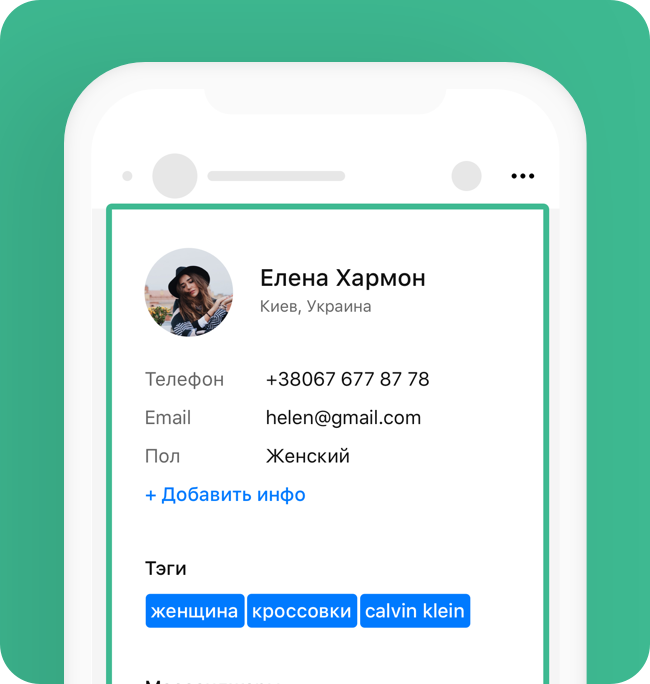 Елена Хармон
Киев, Украина
Телефон +38067 677 87 78
Email helen@gmail.com
Пол Женский
+ Добавить инфо
Тэги
женщина кроссовки calvin klein